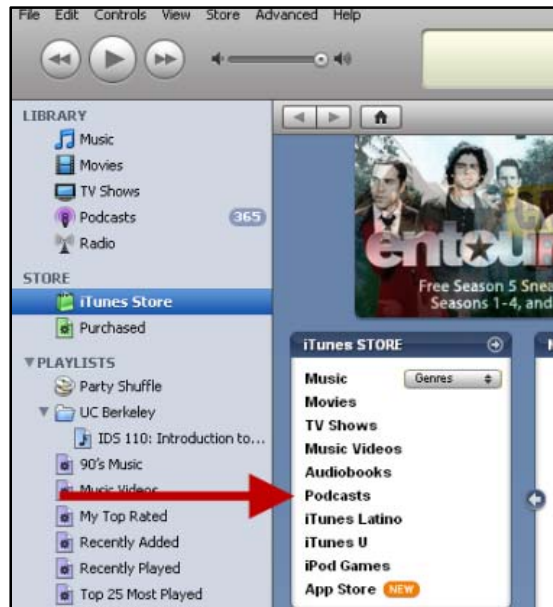 File Edit Controls View Store Advanced Help
LIBRARY
Music
Movies
TV Shows
Podcasts 365
Radio
STORE
iTunes Store
Purchased
PLAYLISTS
Party Shuffle
UC Berkeley
IDS 110: Introduction to...
90's Music
Music Videos
My Top Rated
Recently Added
Recently Played
Top 25 Most Played
entour
Free Season 5 Snea
Seasons 1-4, and
iTunes STORE
Music Genres
Movies
TV Shows
Music Videos
Audiobooks
Podcasts
iTunes Latino
iTunes U
iPod Games
App Store NEW